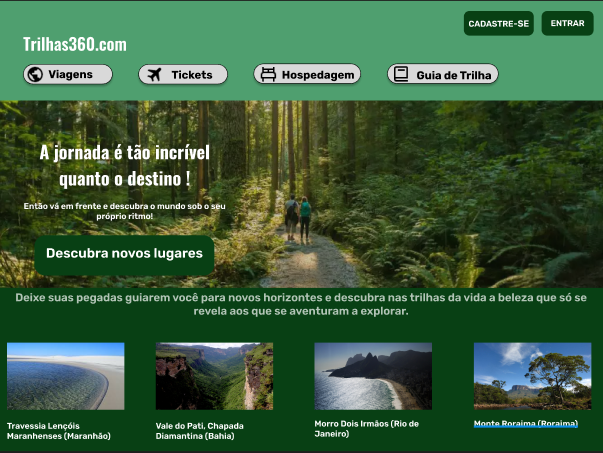 CADASTRE-SE
ENTRAR
Trilhas360.com
Viagens
Tickets
Hospedagem
Guia de Trilha
A jornada é tão incrível
quanto o destino !
Então vá em frente e descubra o mundo sob o seu
próprio ritmo!
Descubra novos lugares
Deixe suas pegadas guiarem você para novos horizontes e descubra nas trilhas da vida a beleza que só se
revela aos que se aventuram a explorar.
Travessia Lençóis
Maranhenses (Maranhão)
Vale do Pati, Chapada
Diamantina (Bahia)
Morro Dois Irmãos (Rio de
Janeiro)
Monte Roraima (Roraima)